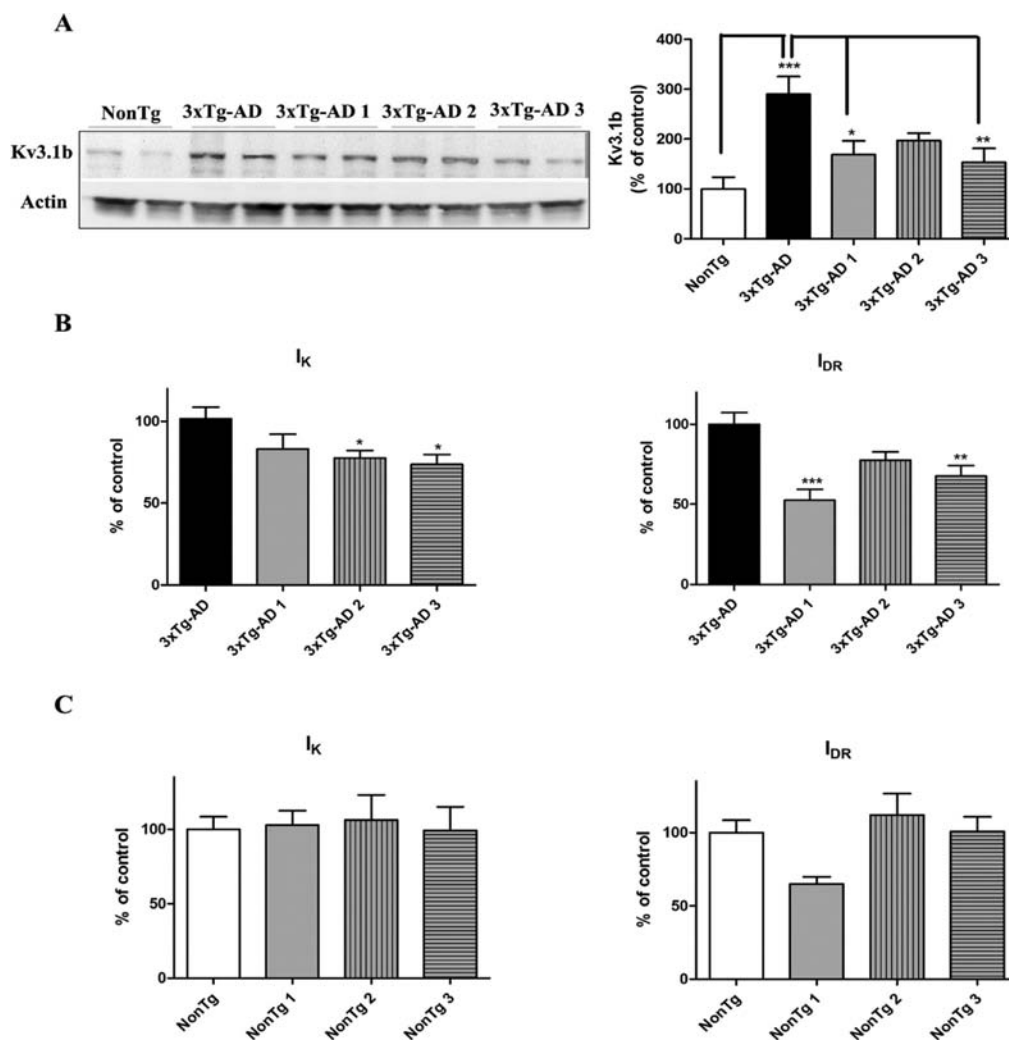 A
NonTg 3xTg-AD 3xTg-AD 1 3xTg-AD 2 3xTg-AD 3
Kv3.1b
Actin
Kv3.1b
(% of control)
400
300
200
100
0
***
*
**
NonTg
3xTg-AD
3xTg-AD 1
3xTg-AD 2
3xTg-AD 3
B
IK
% of control
100
50
0
*
*
3xTg-AD
3xTg-AD 1
3xTg-AD 2
3xTg-AD 3
IDR
% of control
100
50
0
***
**
3xTg-AD
3xTg-AD 1
3xTg-AD 2
3xTg-AD 3
C
IK
% of control
100
50
0
NonTg
NonTg 1
NonTg 2
NonTg 3
IDR
% of control
100
50
0
NonTg
NonTg 1
NonTg 2
NonTg 3